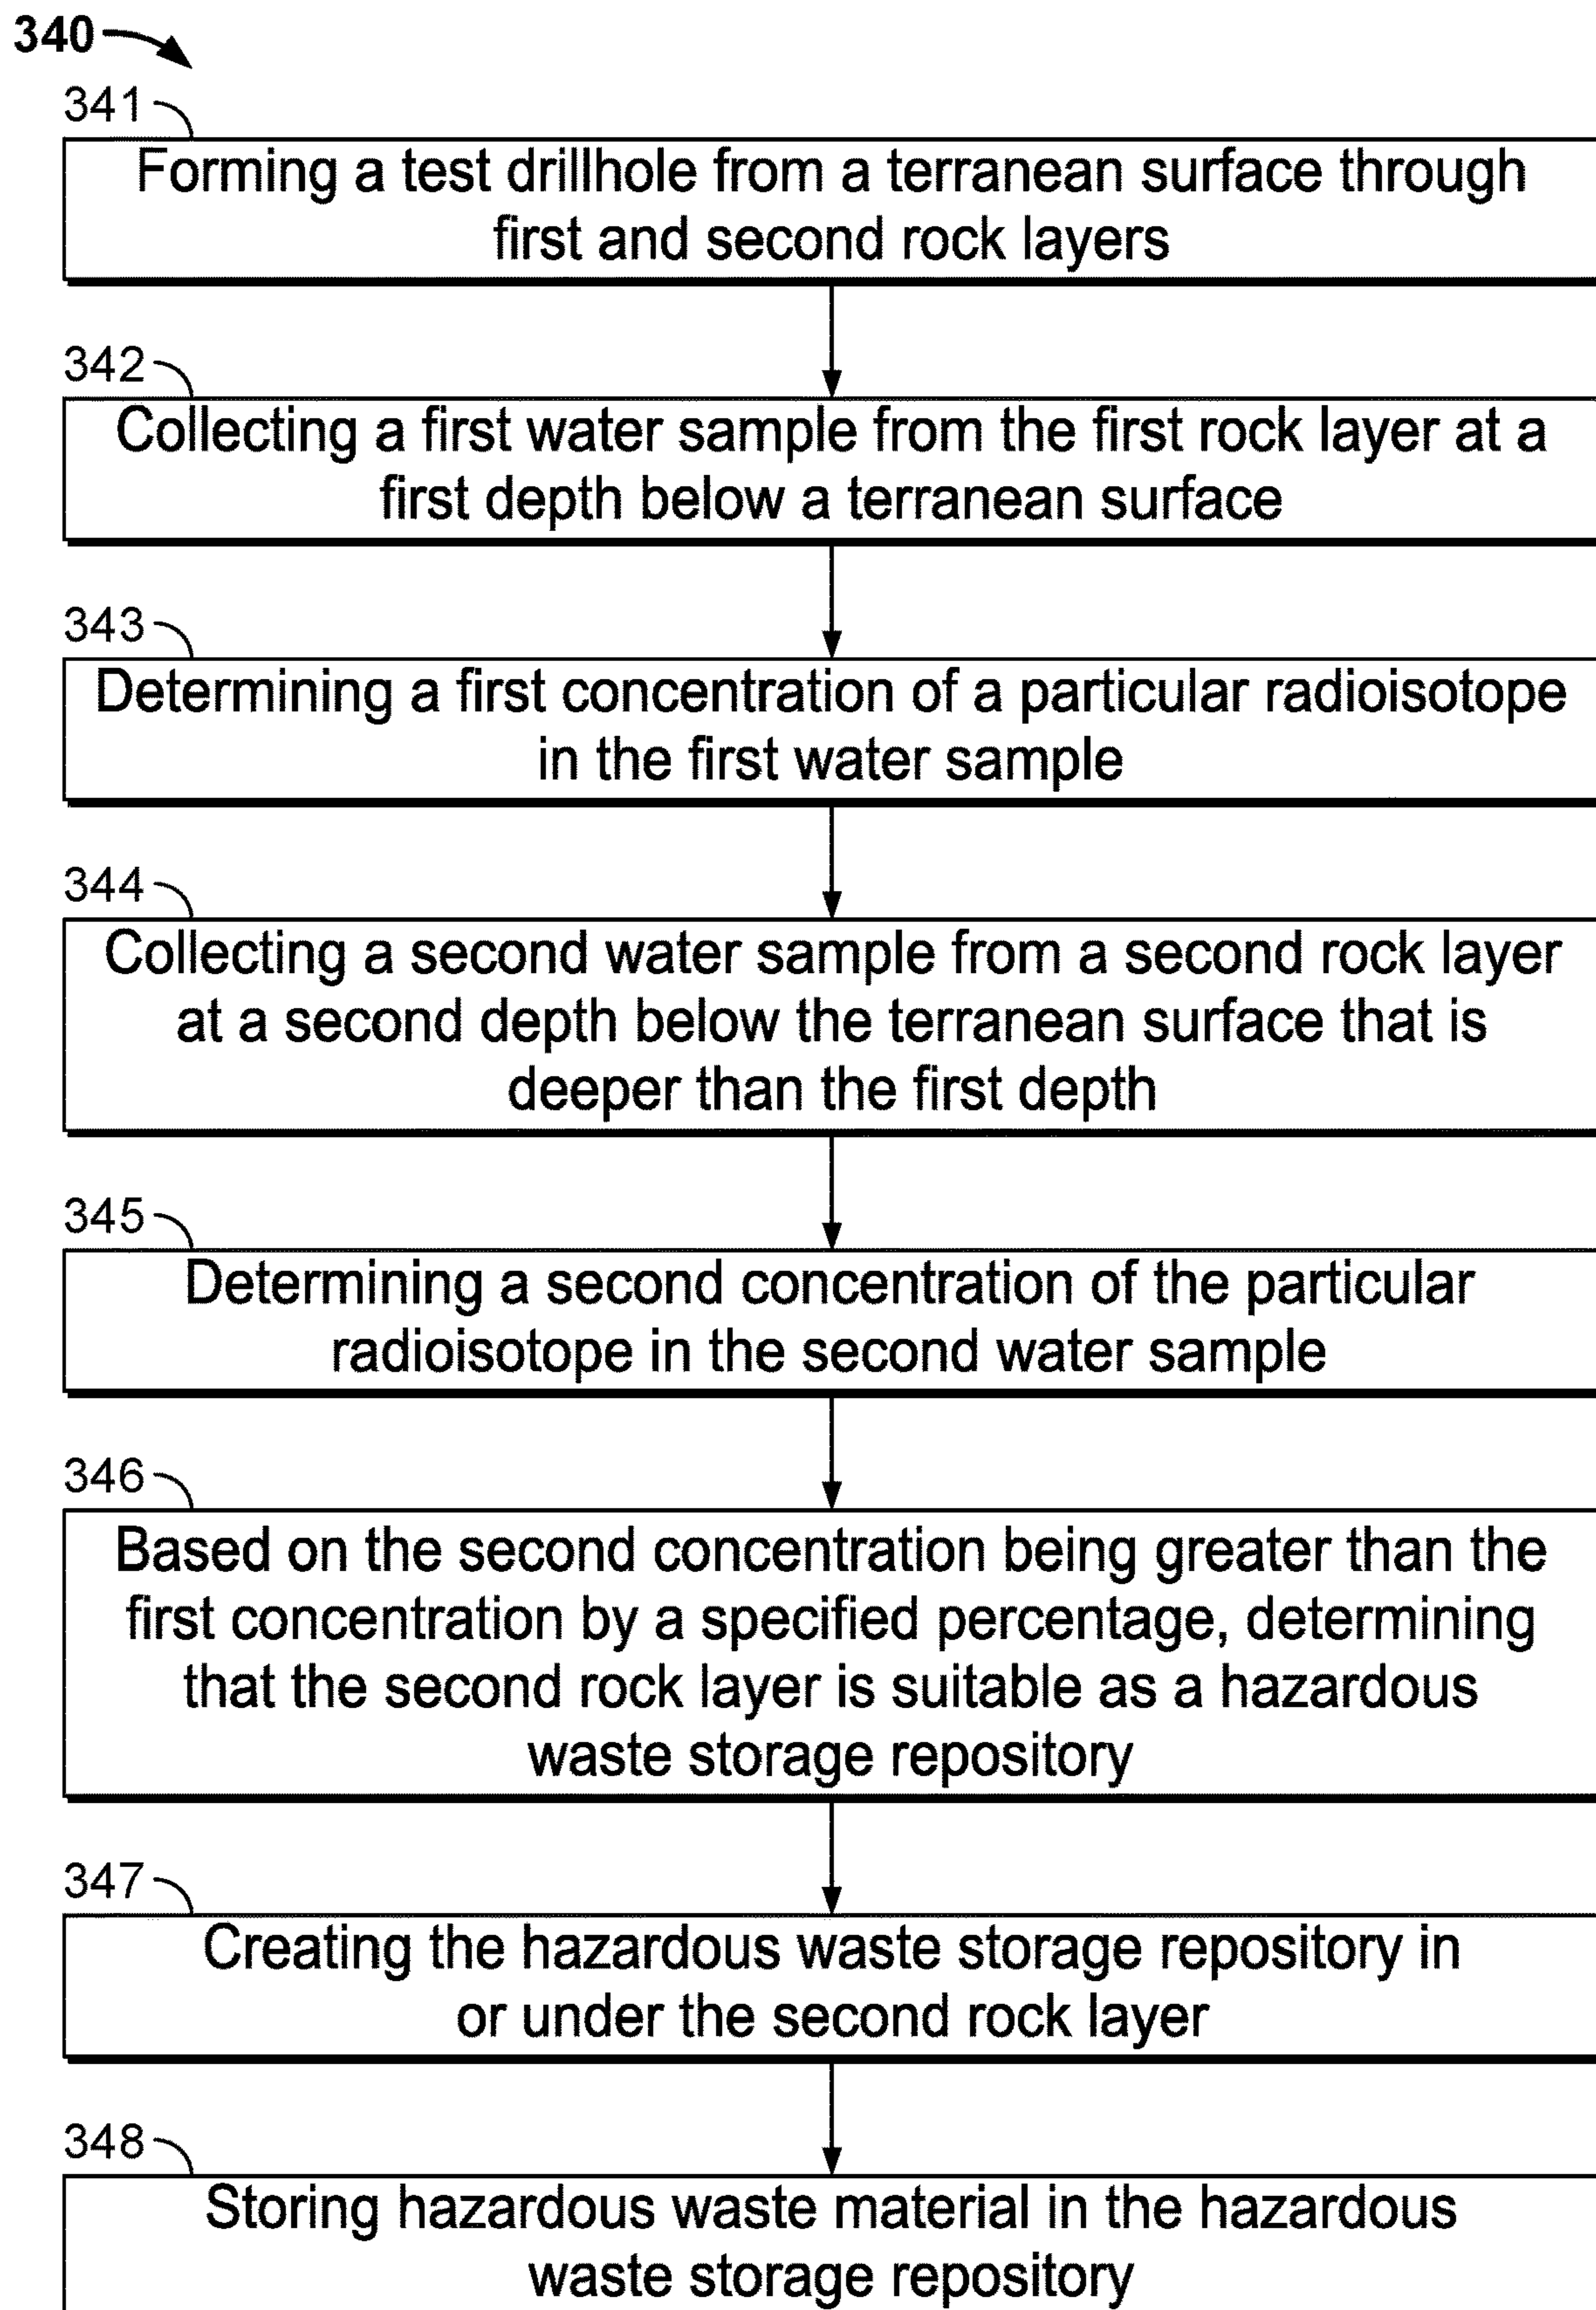 340
341
Forming a test drillhole from a terranean surface through
first and second rock layers
342
Collecting a first water sample from the first rock layer at a
first depth below a terranean surface
343
Determining a first concentration of a particular radioisotope
in the first water sample
344
Collecting a second water sample from a second rock layer
at a second depth below the terranean surface that is
deeper than the first depth
345
Determining a second concentration of the particular
radioisotope in the second water sample
346
Based on the second concentration being greater than the
first concentration by a specified percentage, determining
that the second rock layer is suitable as a hazardous
waste storage repository
347
Creating the hazardous waste storage repository in
or under the second rock layer
348
Storing hazardous waste material in the hazardous
waste storage repository